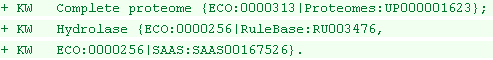 + KW   Complete proteome {ECO:0000313|Proteomes:UP000001623};
+ KW   Hydrolase {ECO:0000256|RuleBase:RU003476,
+ KW   ECO:0000256|SAAS:SAAS00167526}.